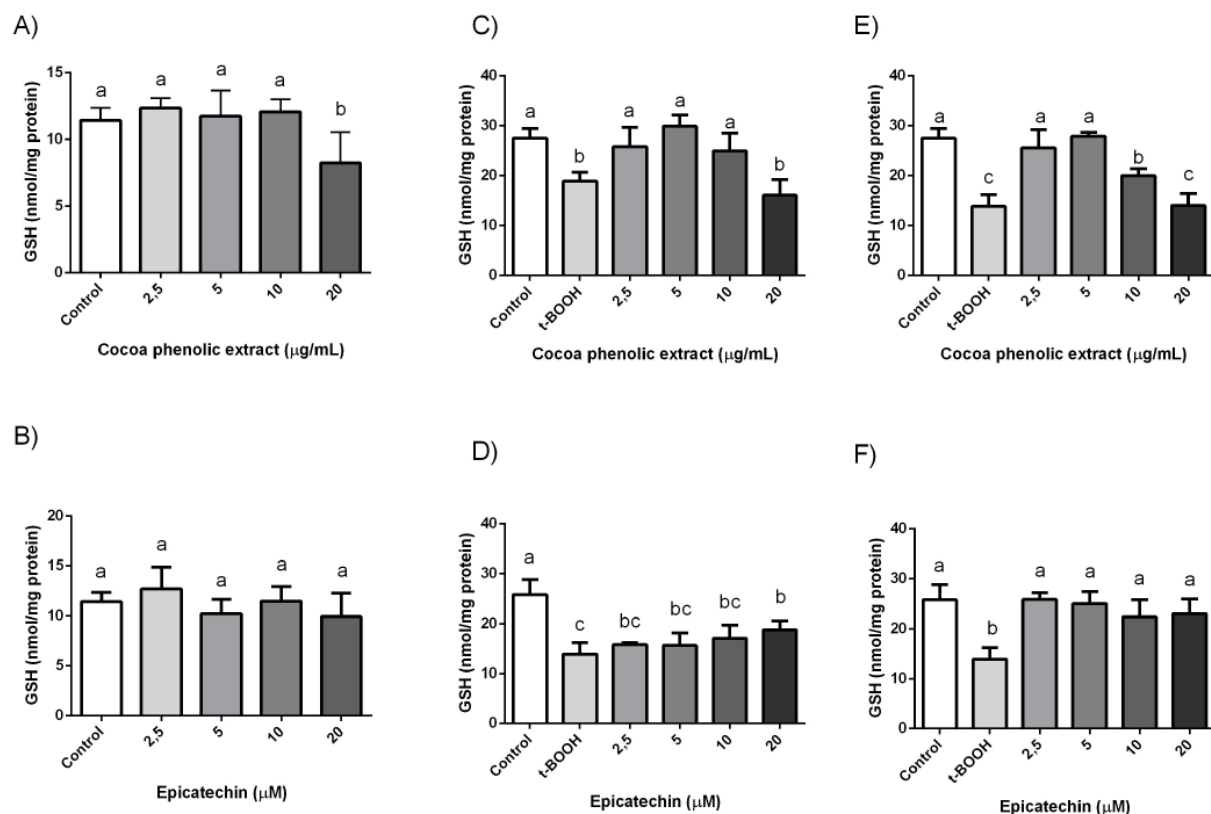 A)
GSH (nmol/mg protein)
15
10
5
0
a
a
a
a
b
Control
2,5
5
10
20
Cocoa phenolic extract (μg/mL)
C)
GSH (nmol/mg protein)
40
30
20
10
0
a
b
a
a
a
b
Control
t-BOOH
2,5
5
10
20
Cocoa phenolic extract (μg/mL)
E)
GSH (nmol/mg protein)
40
30
20
10
0
a
c
a
a
b
c
Control
t-BOOH
2,5
5
10
20
Cocoa phenolic extract (μg/mL)
B)
GSH (nmol/mg protein)
20
15
10
5
0
a
a
a
a
a
Control
2,5
5
10
20
Epicatechin (μM)
D)
GSH (nmol/mg protein)
40
30
20
10
0
a
c
bc
bc
bc
b
Control
t-BOOH
2,5
5
10
20
Epicatechin (μM)
F)
GSH (nmol/mg protein)
40
30
20
10
0
a
b
a
a
a
a
Control
t-BOOH
2,5
5
10
20
Epicatechin (μM)